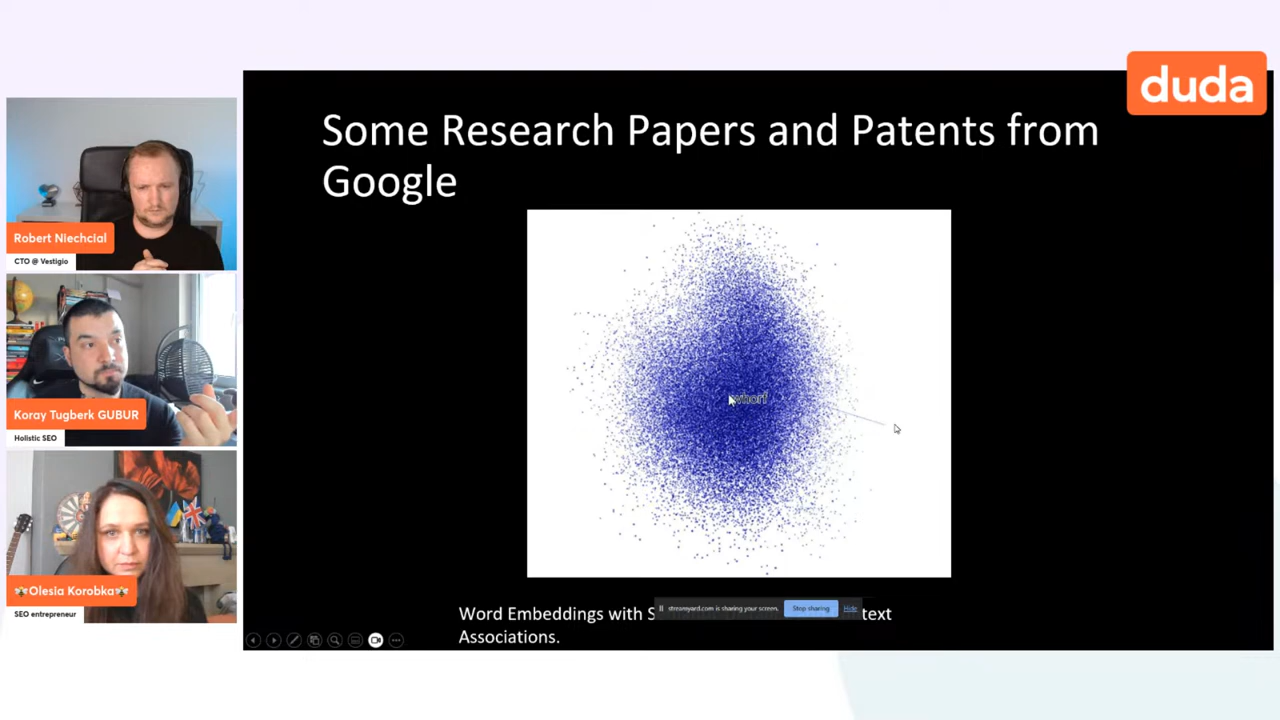 duda
Some Research Papers and Patents from
Google
Robert Niechcial
CTO @ Vestigio
Koray Tugberk GUBUR
Holistic SEO
Olesia Korobka
SEO entrepreneur
whorf
streamyard.com is sharing your screen.
Stop sharing
Hide
Word Embeddings with S text
Associations.